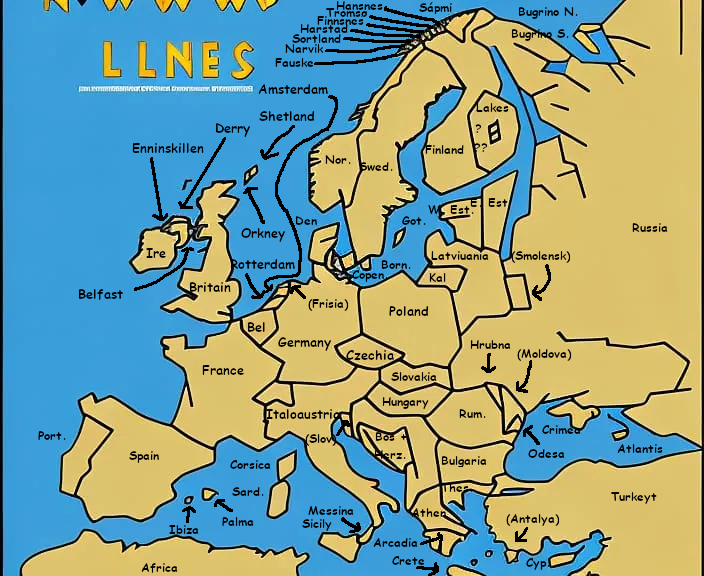 Hansnes
Sápmi
Tromsø
Finnsnes
Harstad
Sortland
Narvik
Fauske
Bugrino N.
Bugrino S.
LLNES
Amsterdam
Shetland
Derry
Enninskillen
Lakes
?
??
Nor.
Swed.
Finland
W. Est.
E. Est
Got.
Den
Orkney
Russia
Ire
Rotterdam
Copen.
Born.
Latviuania
(Smolensk)
Kal
Belfast
Britain
(Frisia)
Poland
Bel
Germany
Czechia
Hrubna
(Moldova)
France
Slovakia
Hungary
Rum.
Italoaustria
(Slov)
Crimea
Atlantis
Odesa
Port.
Spain
Bos +
Herz.
Corsica
Sard.
Bulgaria
Thes
Turkeyt
Ibiza
Palma
Messina
Sicily
Athen
(Antalya)
Arcadia
Crete
Cyp.
Africa